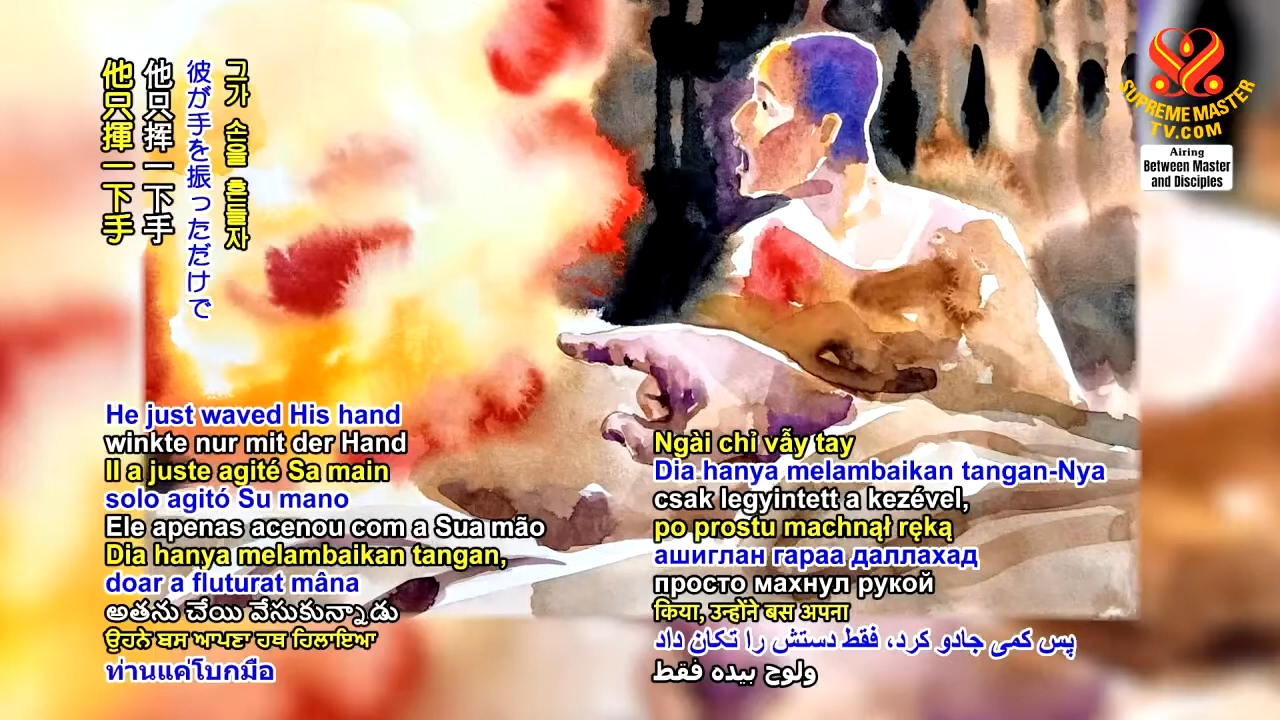 他只揮一下手
他只挥一下手
彼が手を振っただけで
그가 손을 흔들자
SUPREME MASTER
TV.COM
Airing
Between Master
and Disciples
He just waved His hand
winkte nur mit der Hand
Il a juste agité Sa main
solo agitó Su mano
Ele apenas acenou com a Sua mão
Dia hanya melambaikan tangan,
doar a fluturat mâna
అతను చేయి వేసుకున్నాడు
ਉਹਨੇ ਬਸ ਆਪਣਾ ਹਥ ਹਿਲਾਇਆ
ท่านแค่โบกมือ
Ngài chỉ vẫy tay
Dia hanya melambaikan tangan-Nya
csak legyintett a kezével,
po prostu machnął ręką
ашиглан гараа даллахад
просто махнул рукой
किया, उन्होंने बस अपना
پس کمی جادو کرد، فقط دستش را تکان داد
ولوح بيده فقط